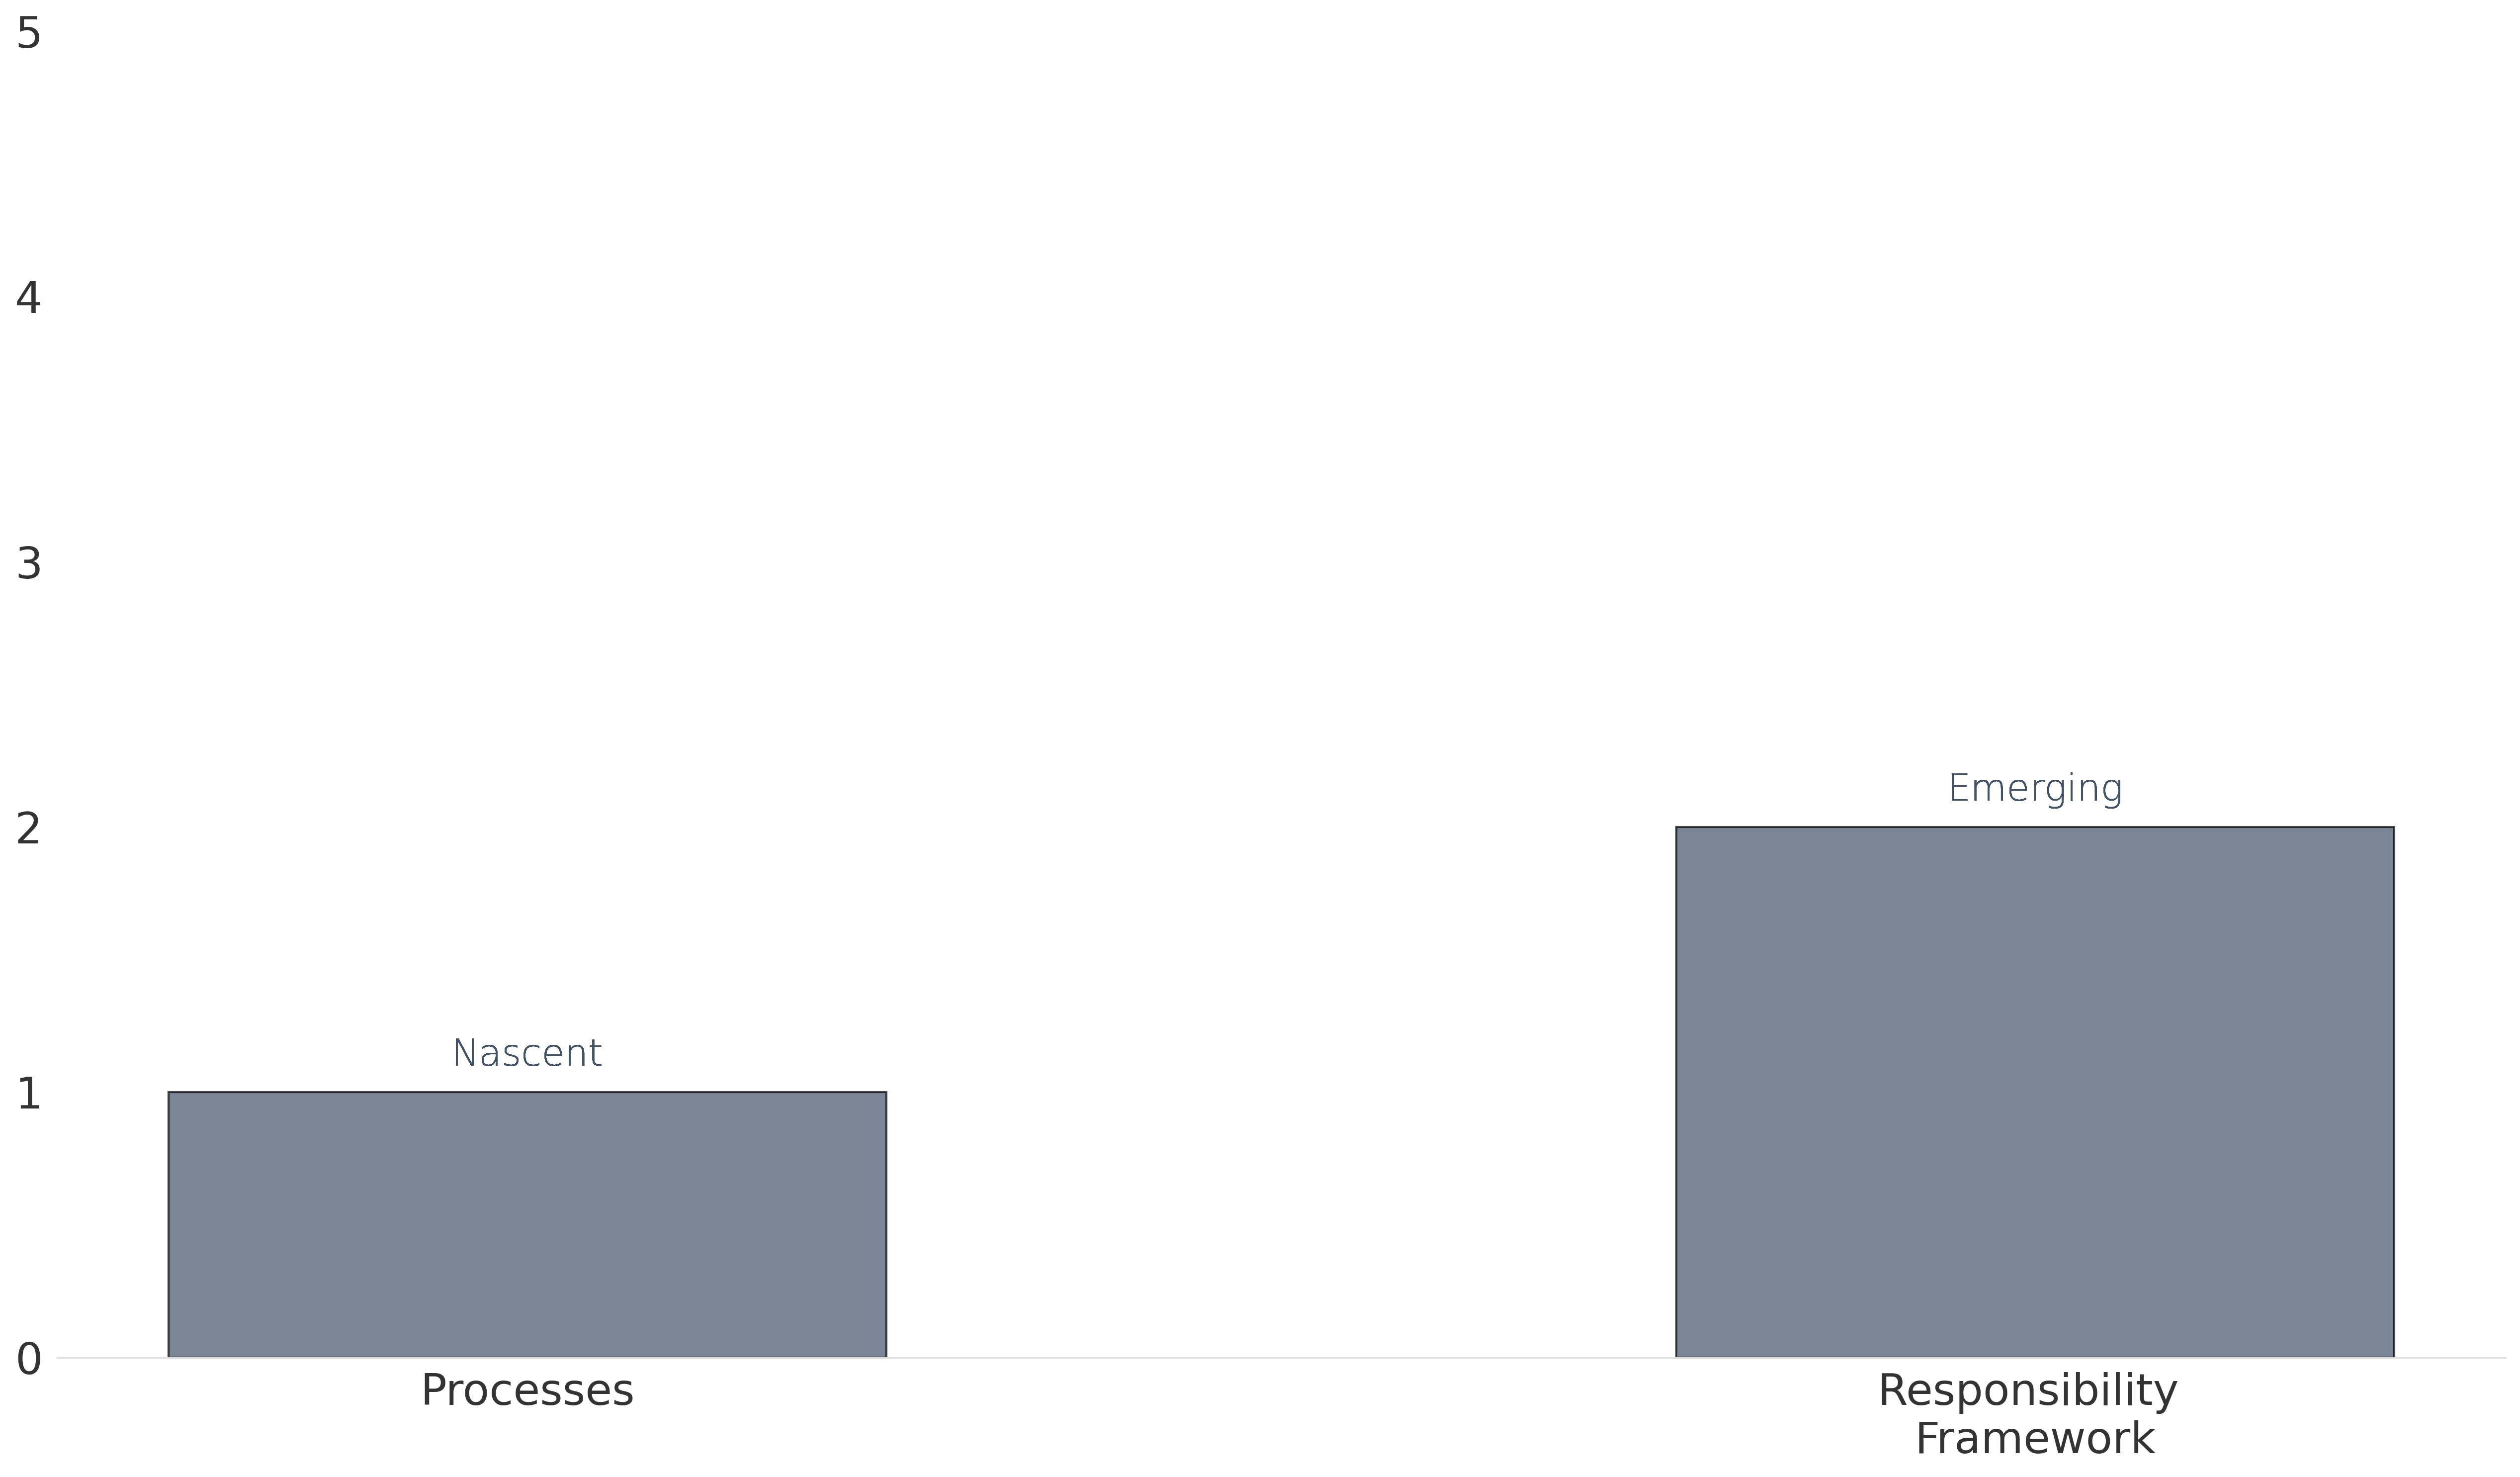 5
4
3
2
1
0
Emerging
Nascent
Processes
Responsibility
Framework